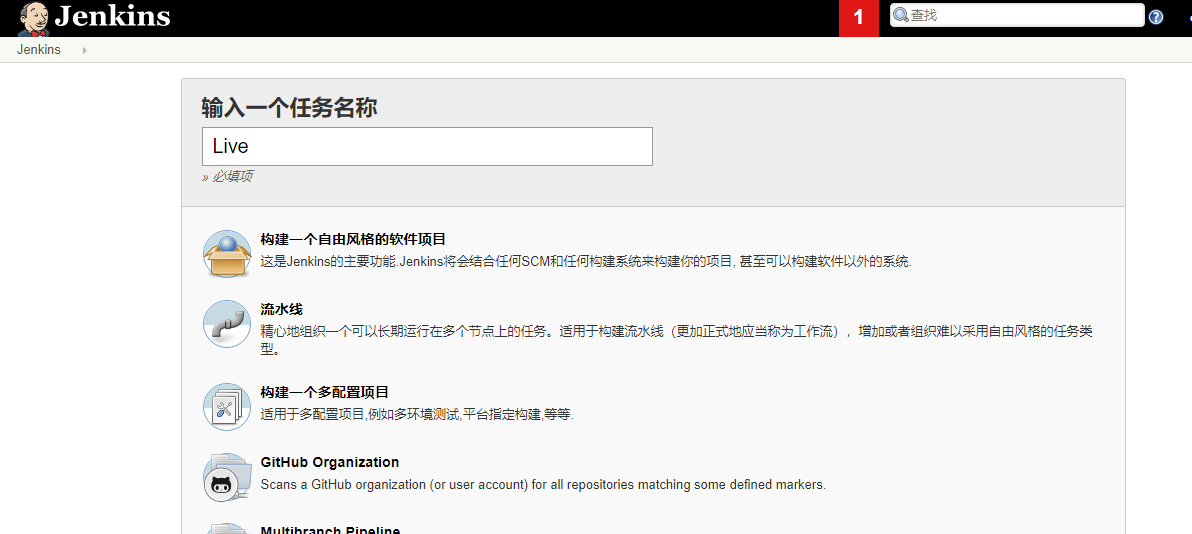 Jenkins
1
查找
Jenkins
输入一个任务名称
Live
» 必填项
构建一个自由风格的软件项目
这是Jenkins的主要功能.Jenkins将会结合任何SCM和任何构建系统来构建你的项目, 甚至可以构建软件以外的系统.
流水线
精心地组织一个可以长期运行在多个节点上的任务。适用于构建流水线（更加正式地应当称为工作流），增加或者组织难以采用自由风格的任务类
型。
构建一个多配置项目
适用于多配置项目,例如多环境测试,平台指定构建,等等.
GitHub Organization
Scans a GitHub organization (or user account) for all repositories matching some defined markers.
Multibranch Pipeline